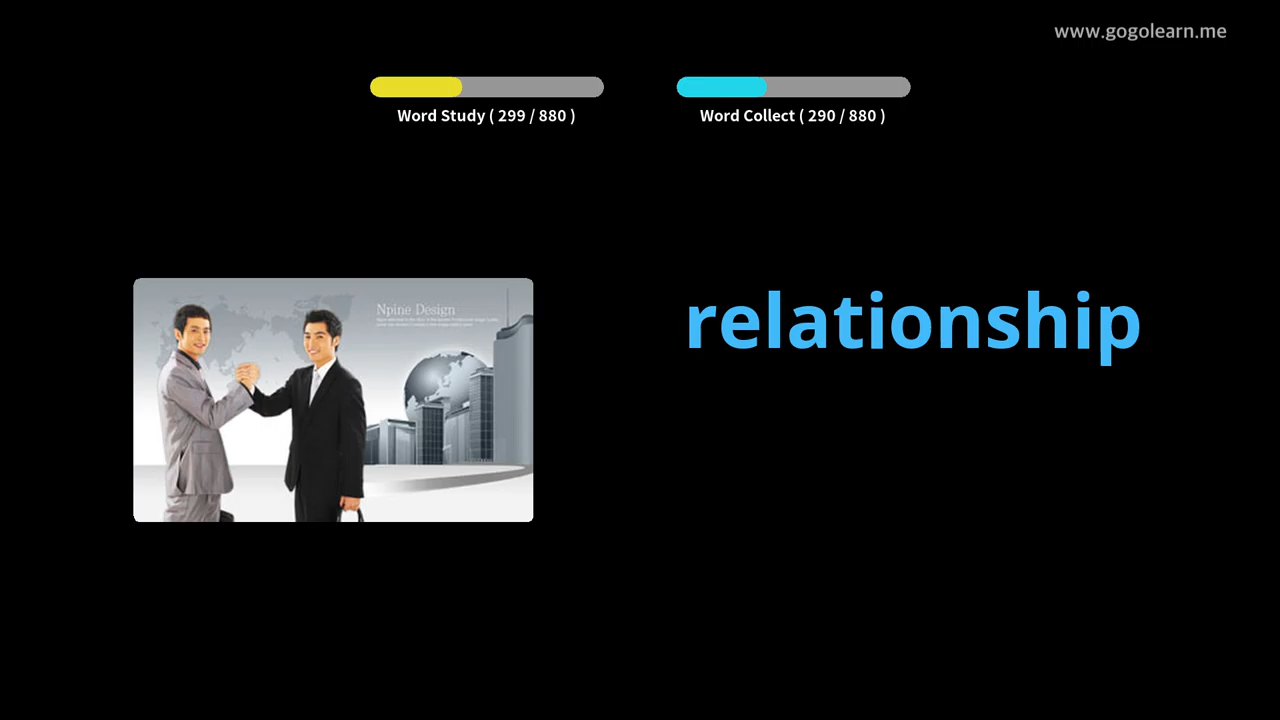 www.gogolearn.me
Word Study ( 299 / 880 )
Word Collect ( 290 / 880 )
Npine Design
relationship